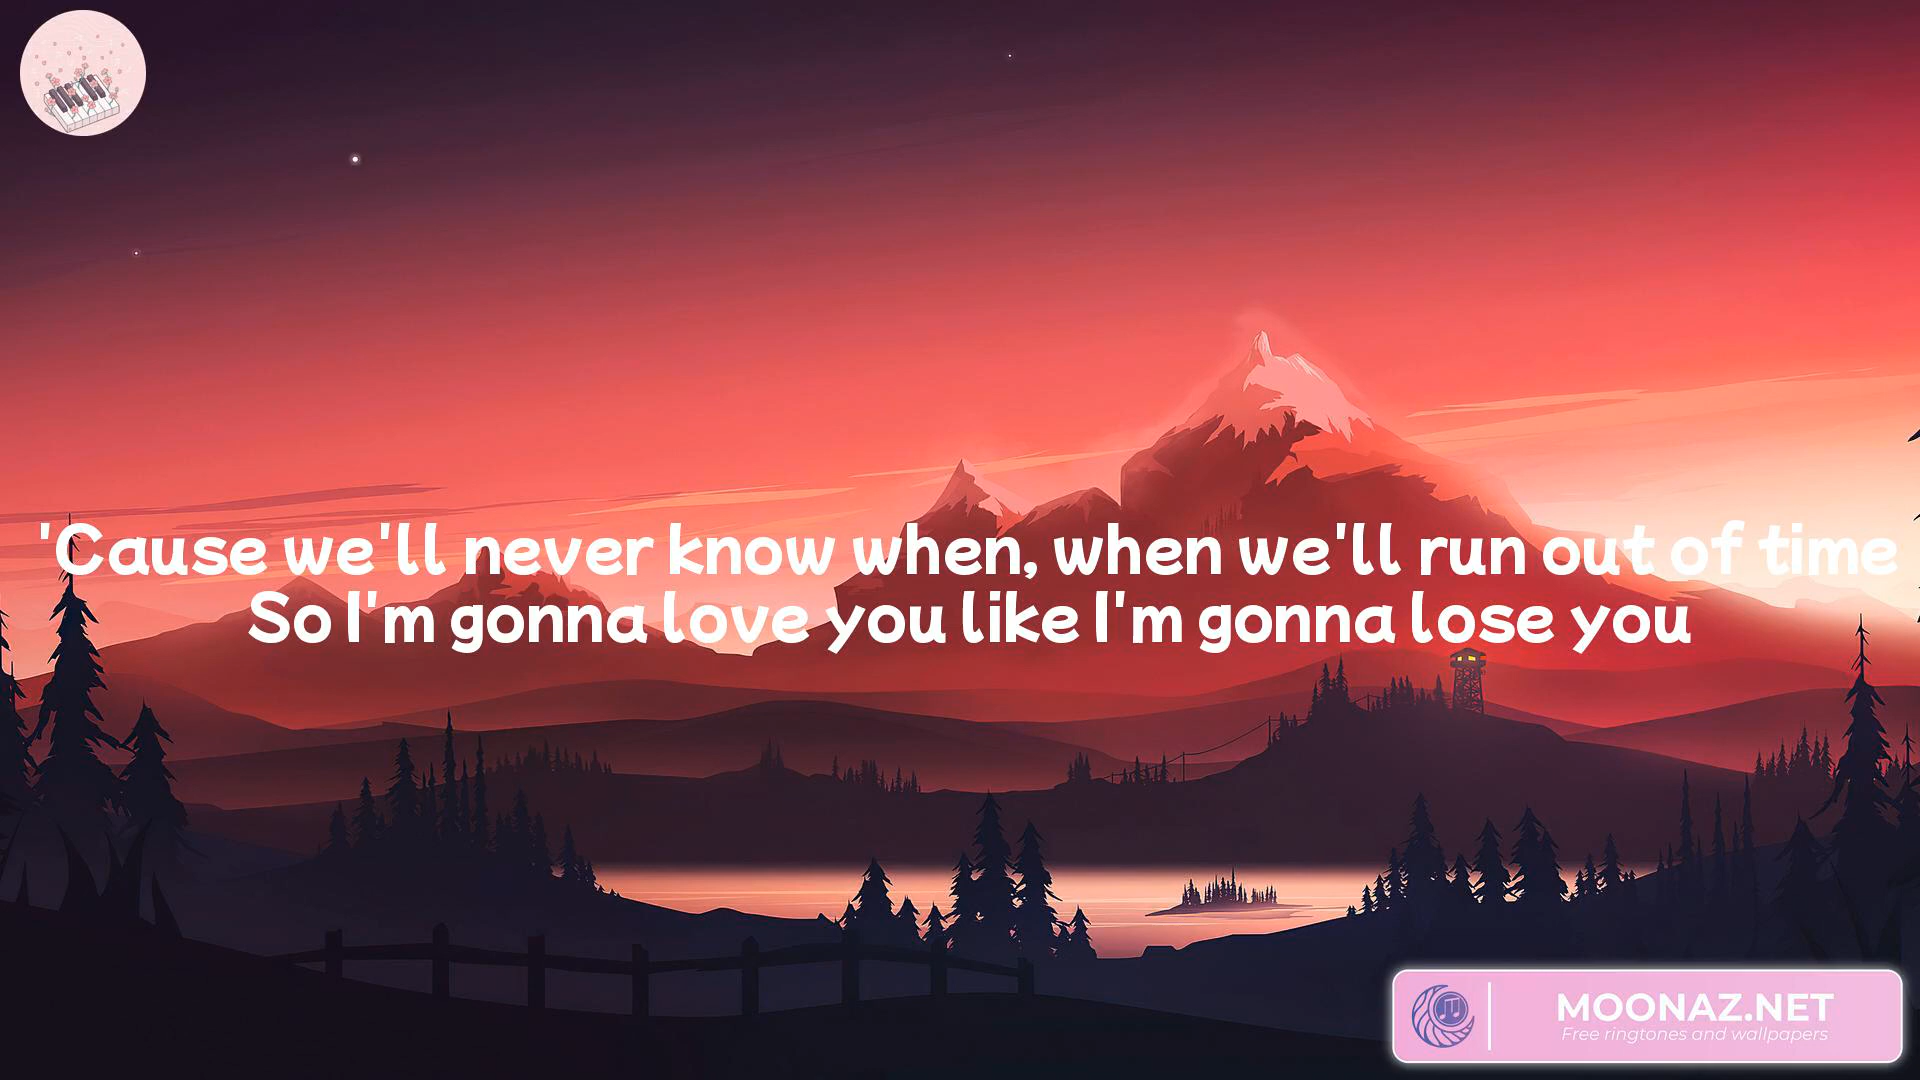 'Cause we'll never know when, when we'll run out of time
So I'm gonna love you like I'm gonna lose you
MOONAZ.NET
Free ringtones and wallpapers